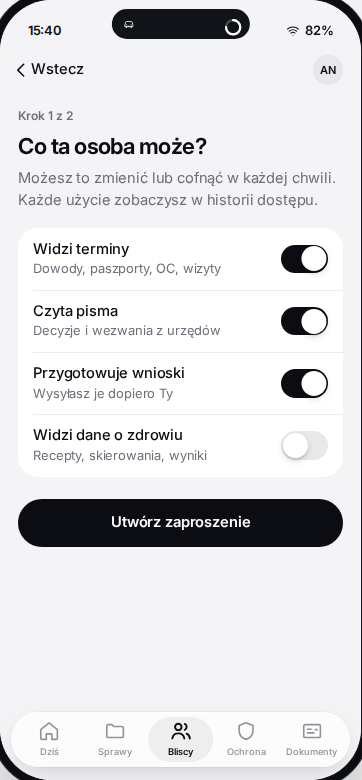 15:40
82%
Wstecz
AN
Krok 1 z 2
Co ta osoba może?
Możesz to zmienić lub cofnąć w każdej chwili.
Każde użycie zobaczysz w historii dostępu.
Widzi terminy
Dowody, paszporty, OC, wizyty
Czyta pisma
Decyzje i wezwania z urzędów
Przygotowuje wnioski
Wysyłasz je dopiero Ty
Widzi dane o zdrowiu
Recepty, skierowania, wyniki
Utwórz zaproszenie
Dziś
Sprawy
Bliscy
Ochrona
Dokumenty